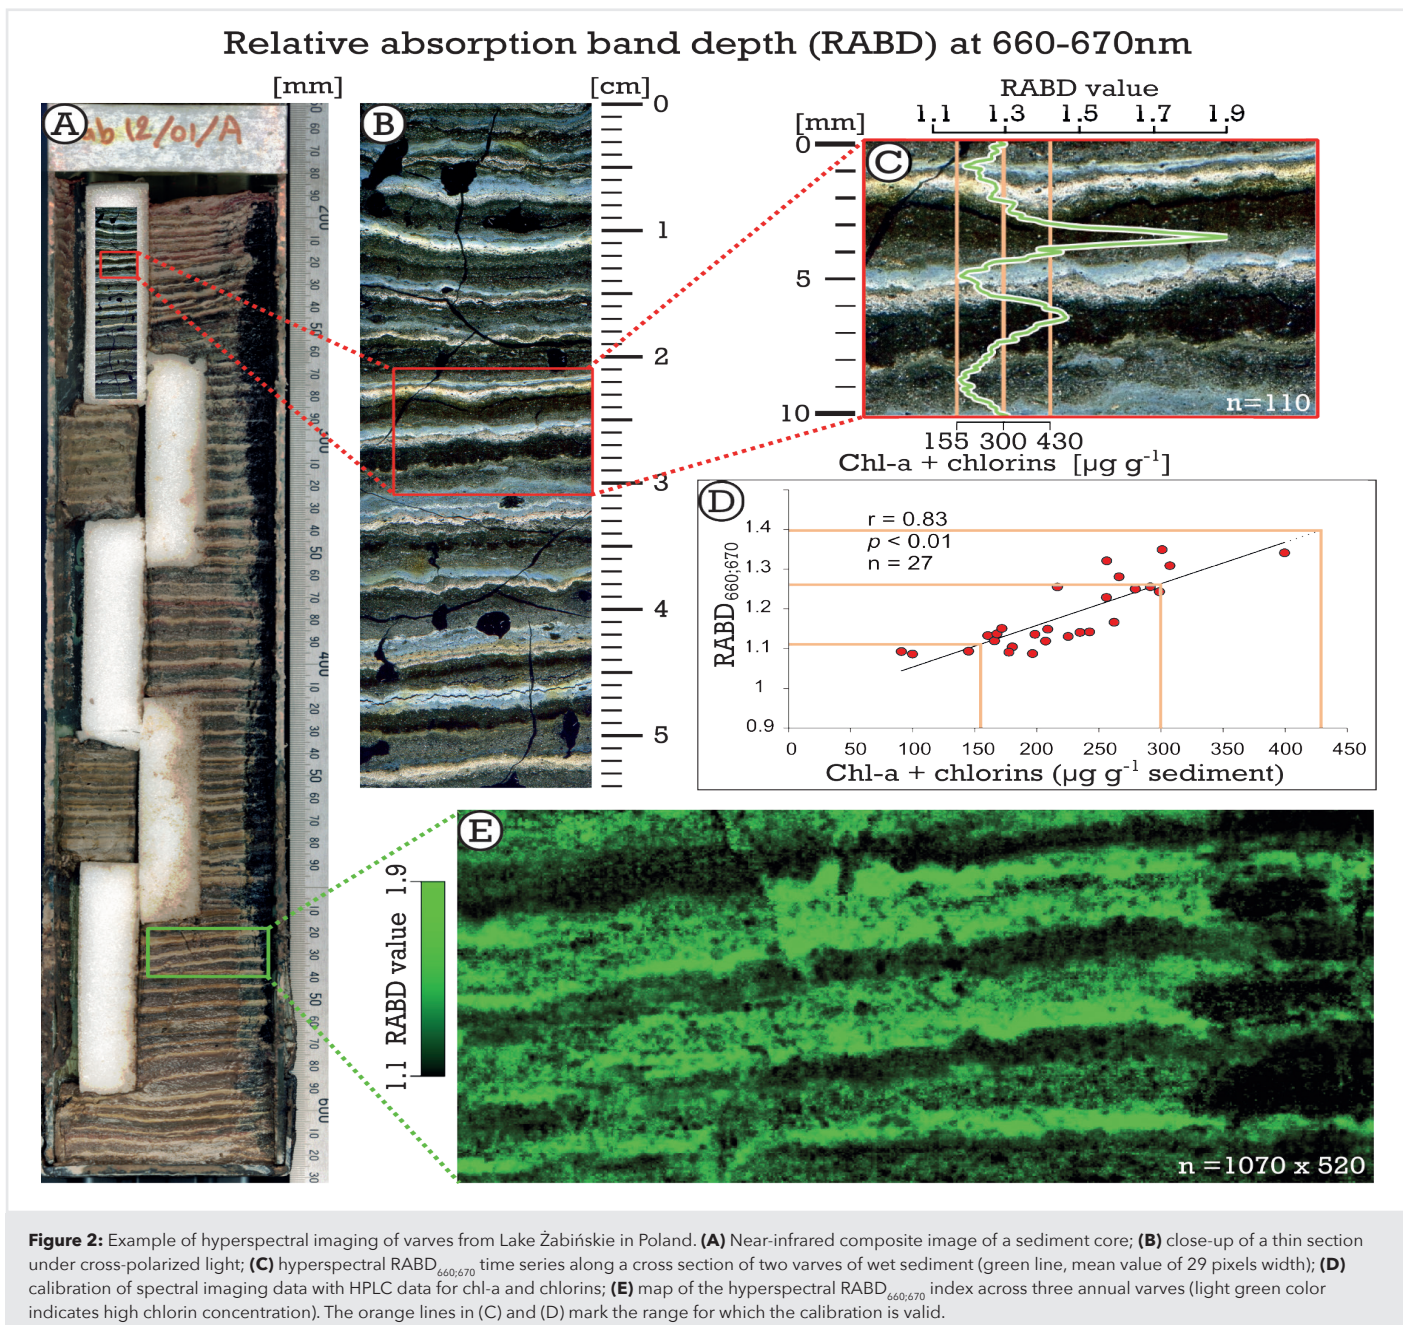 Relative absorption band depth (RABD) at 660-670nm
[mm]
[cm]
RABD value
[mm]
1.1 1.3 1.5 1.7 1.9
A
ab 12/01/A
B
C
0
1
2
3
4
5
0
5
10
n=110
155 300 430
Chl-a + chlorins [µg g-1]
D
r = 0.83
p < 0.01
n = 27
RABD660;670
1.4
1.3
1.2
1.1
1
0.9
0 50 100 150 200 250 300 350 400 450
Chl-a + chlorins (µg g-1 sediment)
E
1.1 RABD value 1.9
n =1070 x 520
Figure 2: Example of hyperspectral imaging of varves from Lake Żabińskie in Poland. (A) Near-infrared composite image of a sediment core; (B) close-up of a thin section
under cross-polarized light; (C) hyperspectral RABD660;670 time series along a cross section of two varves of wet sediment (green line, mean value of 29 pixels width); (D)
calibration of spectral imaging data with HPLC data for chl-a and chlorins; (E) map of the hyperspectral RABD660;670 index across three annual varves (light green color
indicates high chlorin concentration). The orange lines in (C) and (D) mark the range for which the calibration is valid.